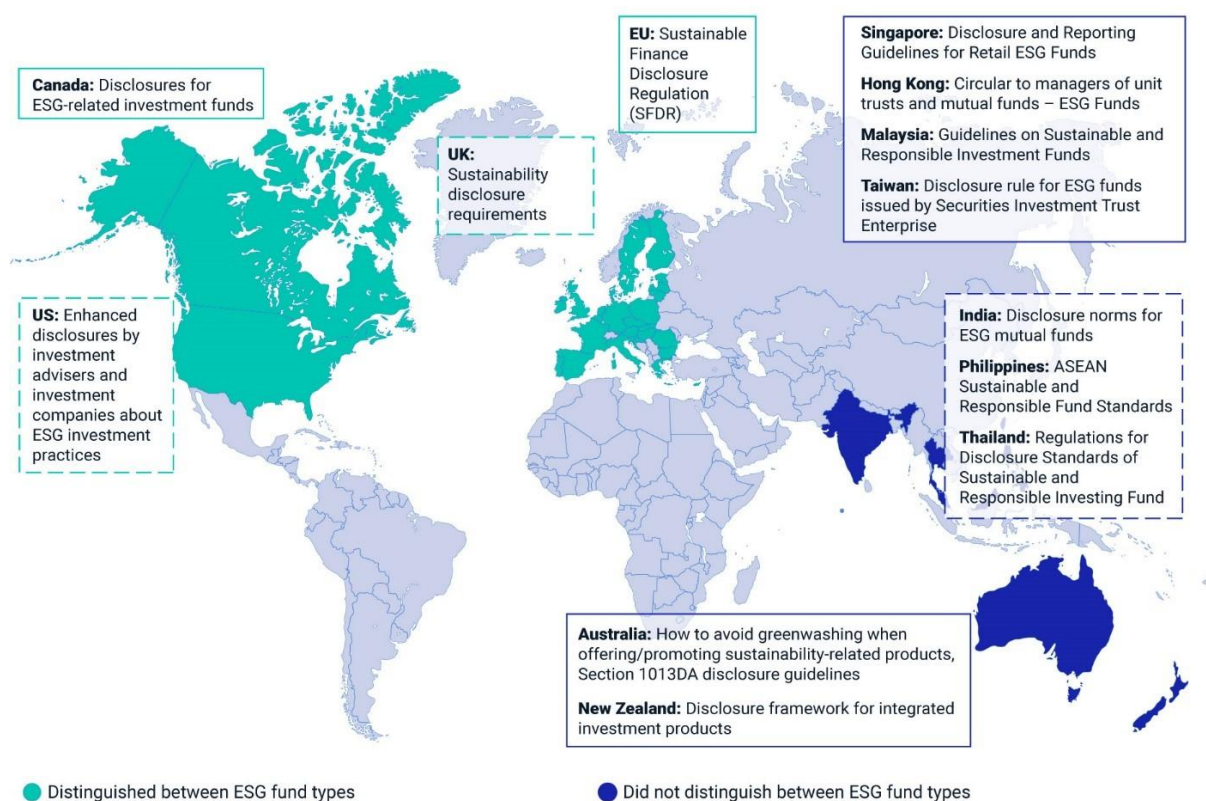 Canada: Disclosures for
ESG-related investment funds
EU: Sustainable
Finance
Disclosure
Regulation
(SFDR)
Singapore: Disclosure and Reporting
Guidelines for Retail ESG Funds
Hong Kong: Circular to managers of unit
trusts and mutual funds – ESG Funds
Malaysia: Guidelines on Sustainable and
Responsible Investment Funds
Taiwan: Disclosure rule for ESG funds
issued by Securities Investment Trust
Enterprise
UK:
Sustainability
disclosure
requirements
US: Enhanced
disclosures by
investment
advisers and
investment
companies about
ESG investment
practices
India: Disclosure norms for
ESG mutual funds
Philippines: ASEAN
Sustainable and
Responsible Fund Standards
Thailand: Regulations for
Disclosure Standards of
Sustainable and
Responsible Investing Fund
Australia: How to avoid greenwashing when
offering/promoting sustainability-related products,
Section 1013DA disclosure guidelines
New Zealand: Disclosure framework for integrated
investment products
Distinguished between ESG fund types
Did not distinguish between ESG fund types